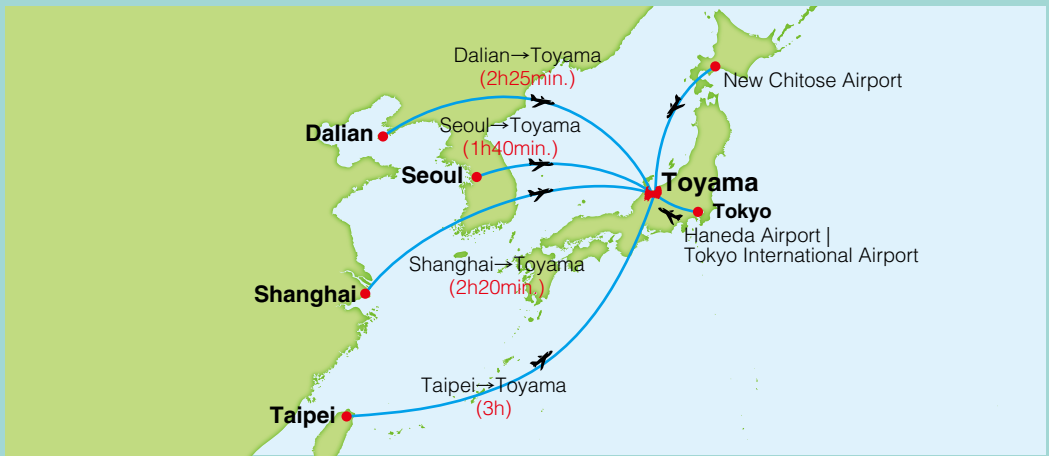 Dalian→Toyama
(2h25min.)
New Chitose Airport
Dalian
Seoul→Toyama
(1h40min.)
Seoul
Toyama
Tokyo
Haneda Airport |
Tokyo International Airport
Shanghai→Toyama
(2h20min.)
Shanghai
Taipei→Toyama
(3h)
Taipei